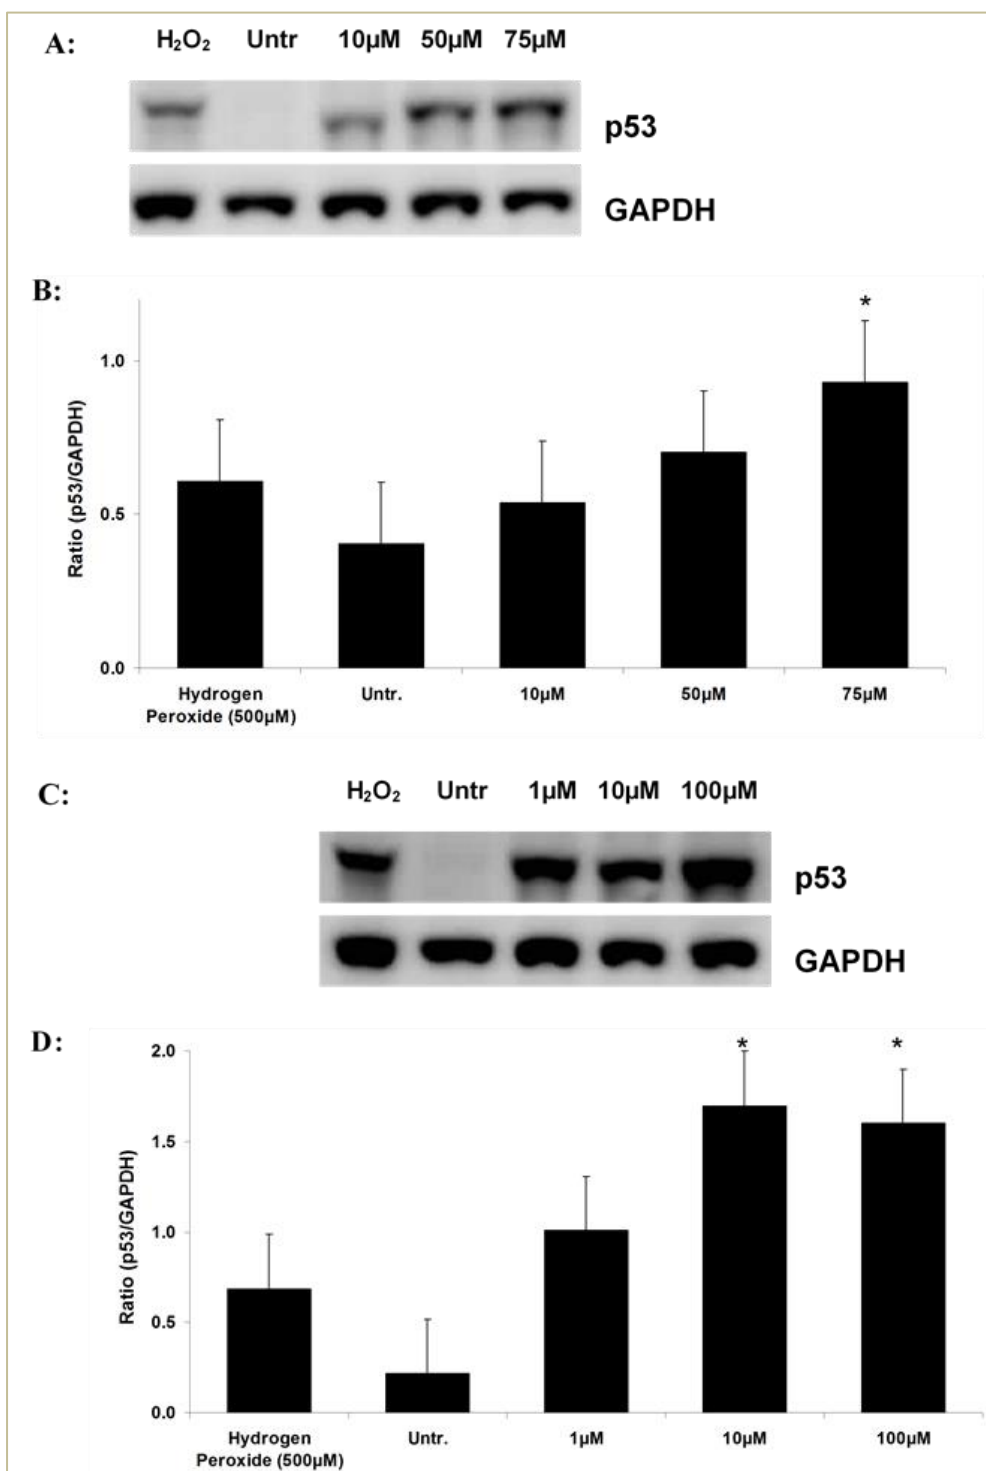 A:
H₂O₂ Untr 10µM 50µM 75µM
p53
GAPDH
B:
*
1.0
0.5
0.0
Ratio (p53/GAPDH)
Hydrogen Peroxide (500µM)
Untr.
10µM
50µM
75µM
C:
H₂O₂ Untr 1µM 10µM 100µM
p53
GAPDH
D:
* *
2.0
1.5
1.0
0.5
0.0
Ratio (p53/GAPDH)
Hydrogen
Peroxide (500µM)
Untr.
1µM
10µM
100µM